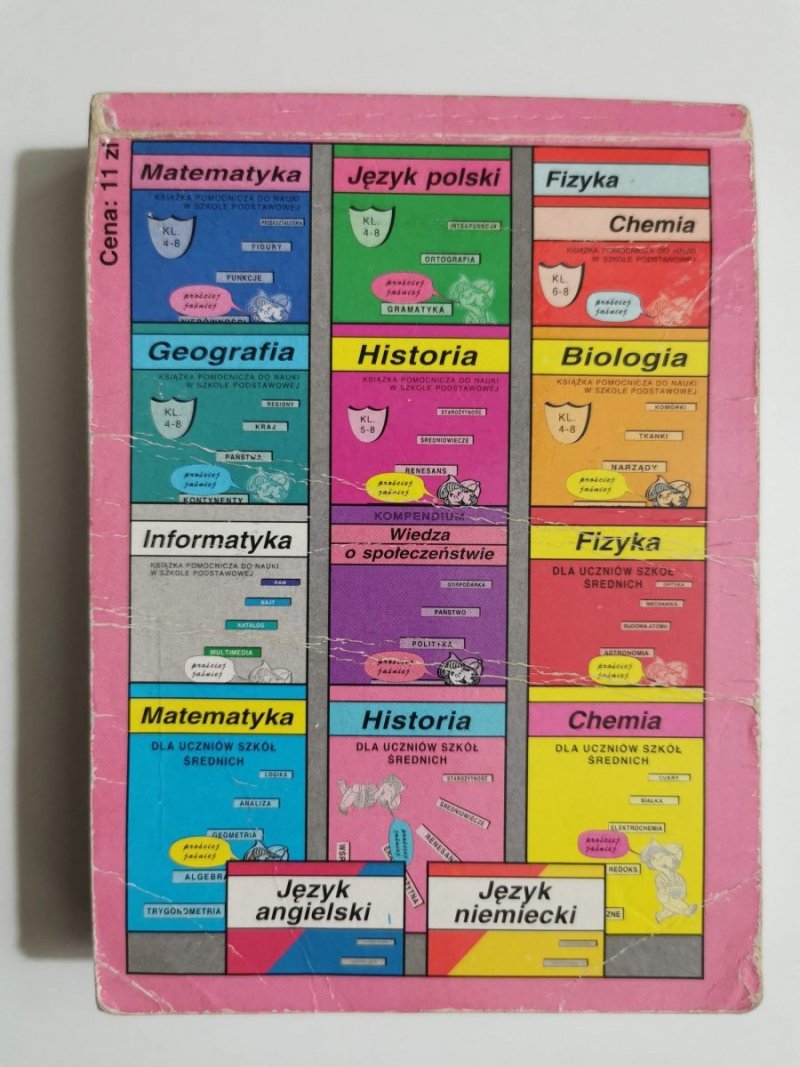 Cena: 11 zł
Matematyka
KSIĄŻKA POMOCNICZA DO NAUKI
W SZKOLE PODSTAWOWEJ
KL.
4-8
PRZEKSZTAŁCENIA
FIGURY
FUNKCJE
prościej
jaśniej
NIERÓWNOŚCI
Język polski
KL.
4-8
INTERPUNKCJA
ORTOGRAFIA
prościej
jaśniej
GRAMATYKA
Fizyka
Chemia
KSIĄŻKA POMOCNICZA DO NAUKI
W SZKOLE PODSTAWOWEJ
KL.
6-8
prościej
jaśniej
Geografia
KSIĄŻKA POMOCNICZA DO NAUKI
W SZKOLE PODSTAWOWEJ
KL.
4-8
REGIONY
KRAJ
PAŃSTWA
prościej
jaśniej
KONTYNENTY
Historia
KSIĄŻKA POMOCNICZA DO NAUKI
W SZKOLE PODSTAWOWEJ
KL.
5-8
STAROŻYTNOŚĆ
ŚREDNIOWIECZE
RENESANS
prościej
jaśniej
Biologia
KSIĄŻKA POMOCNICZA DO NAUKI
W SZKOLE PODSTAWOWEJ
KL.
4-8
KOMÓRKI
TKANKI
NARZĄDY
prościej
jaśniej
Informatyka
KSIĄŻKA POMOCNICZA DO NAUKI
W SZKOLE PODSTAWOWEJ
RAM
BAJT
KATALOG
MULTIMEDIA
prościej
jaśniej
KOMPENDIUM
Wiedza
o społeczeństwie
GOSPODARKA
PAŃSTWO
POLITYKA
prościej
jaśniej
Fizyka
DLA UCZNIÓW SZKÓŁ
ŚREDNICH
OPTYKA
MECHANIKA
BUDOWA ATOMU
ASTRONOMIA
prościej
jaśniej
Matematyka
DLA UCZNIÓW SZKÓŁ
ŚREDNICH
LOGIKA
ANALIZA
GEOMETRIA
prościej
jaśniej
ALGEBRA
TRYGONOMETRIA
Historia
DLA UCZNIÓW SZKÓŁ
ŚREDNICH
STAROŻYTNOŚĆ
ŚREDNIOWIECZE
RENESANS
prościej
jaśniej
Chemia
DLA UCZNIÓW SZKÓŁ
ŚREDNICH
CUKRY
BIAŁKA
ELEKTROCHEMIA
prościej
jaśniej
REDOKS
Język
angielski
Język
niemiecki